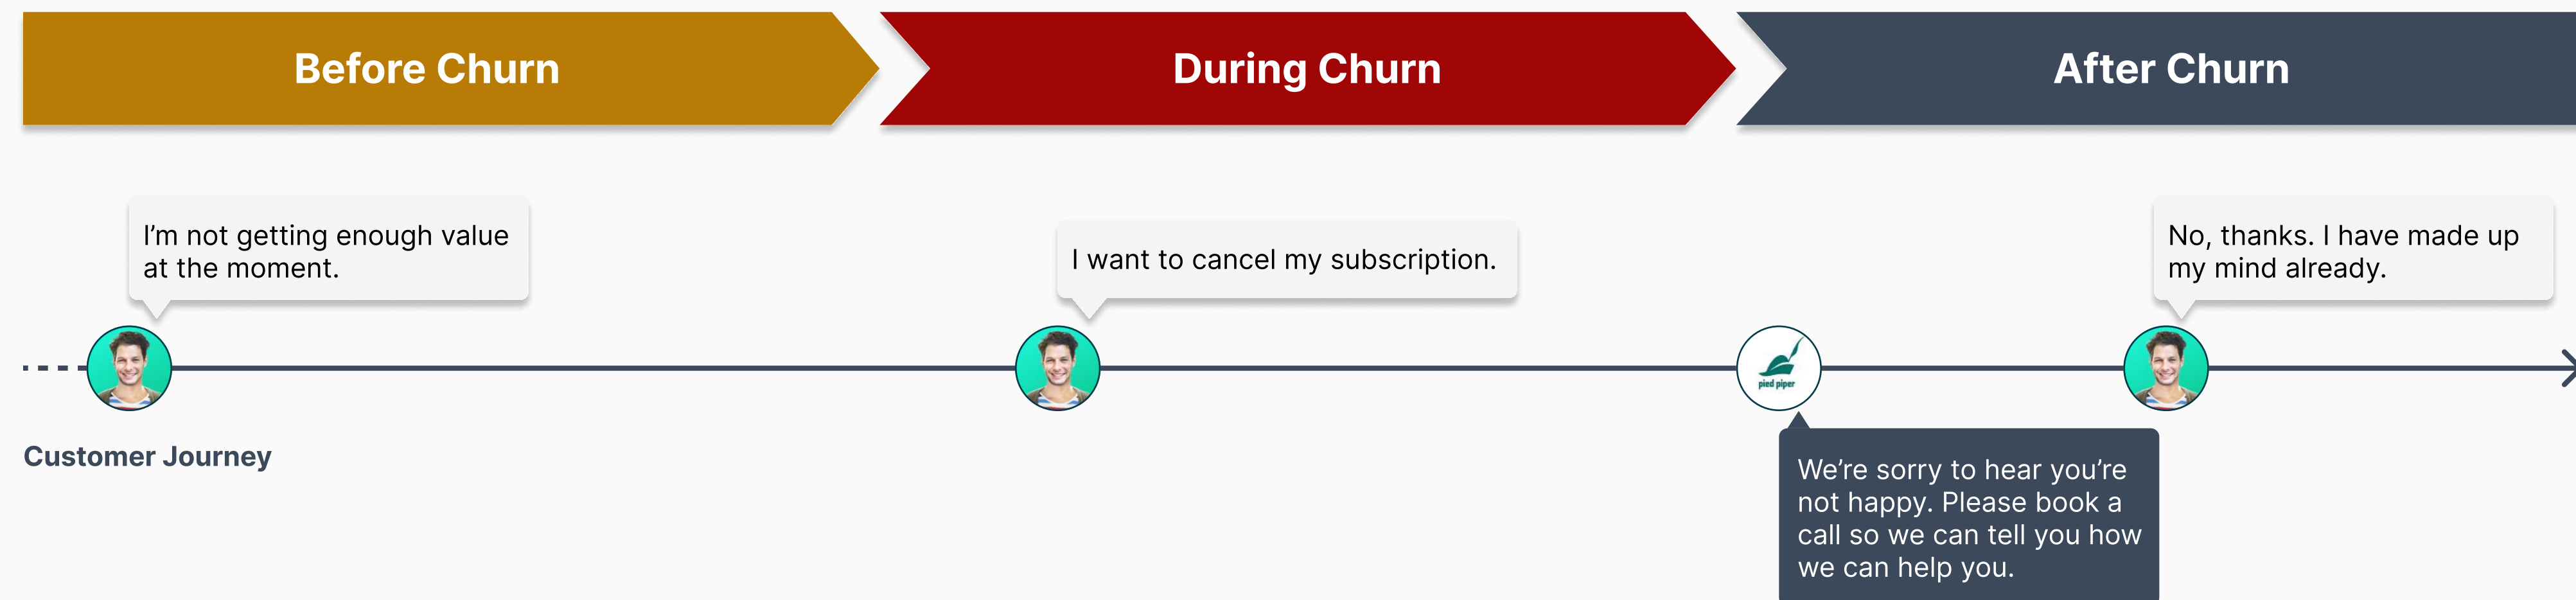 Before Churn
During Churn
After Churn
I’m not getting enough value
at the moment.
I want to cancel my subscription.
No, thanks. I have made up
my mind already.
pied piper
Customer Journey
We’re sorry to hear you’re
not happy. Please book a
call so we can tell you how
we can help you.